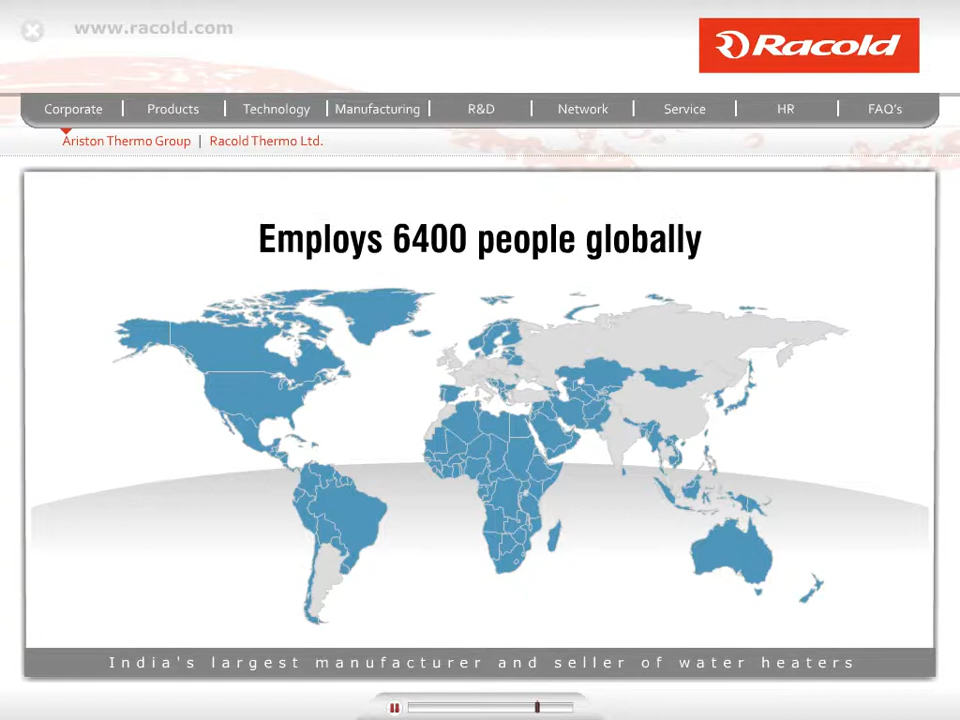 www.racold.com
Racold
Corporate | Products | Technology | Manufacturing | R&D | Network | Service | HR | FAQ's
Ariston Thermo Group | Racold Thermo Ltd.
Employs 6400 people globally
India's largest manufacturer and seller of water heaters